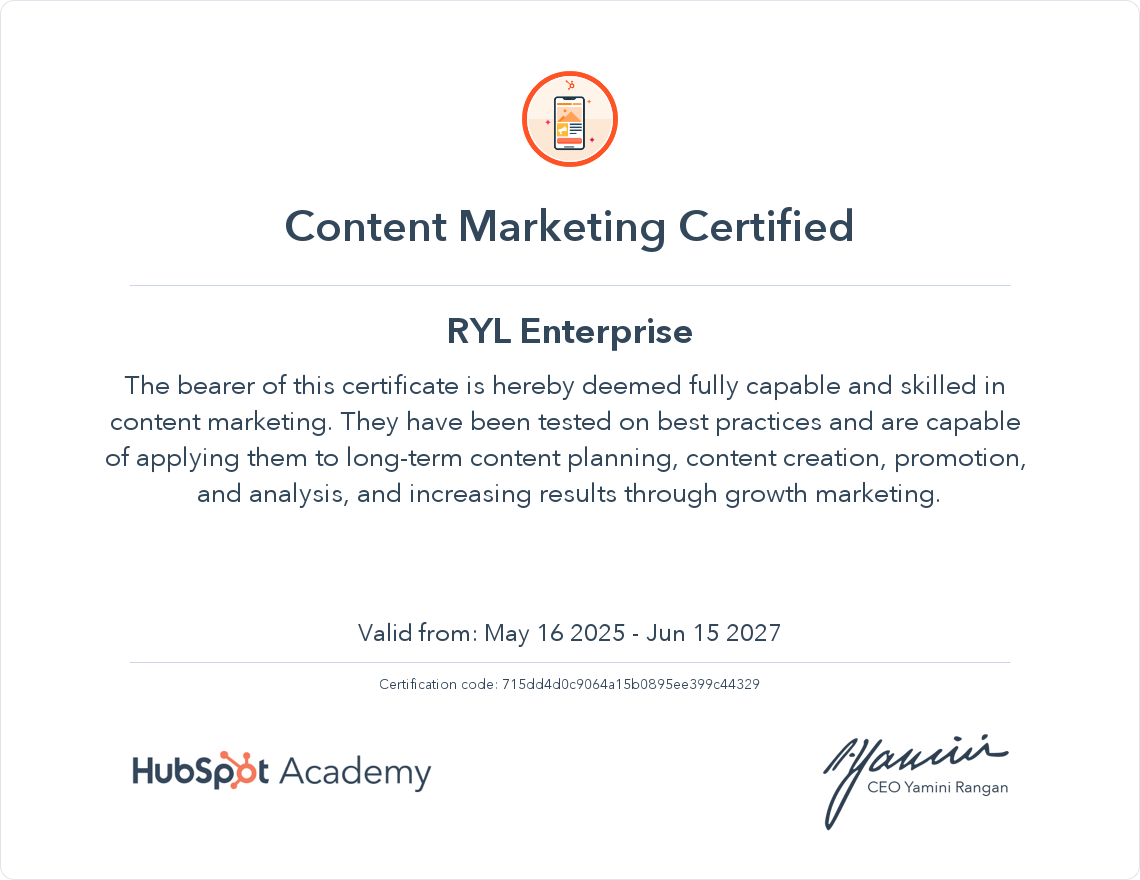 Content Marketing Certified
RYL Enterprise
The bearer of this certificate is hereby deemed fully capable and skilled in
content marketing. They have been tested on best practices and are capable
of applying them to long-term content planning, content creation, promotion,
and analysis, and increasing results through growth marketing.
Valid from: May 16 2025 - Jun 15 2027
Certification code: 715dd4d0c9064a15b0895ee399c44329
HubSpot Academy
Yamini
CEO Yamini Rangan